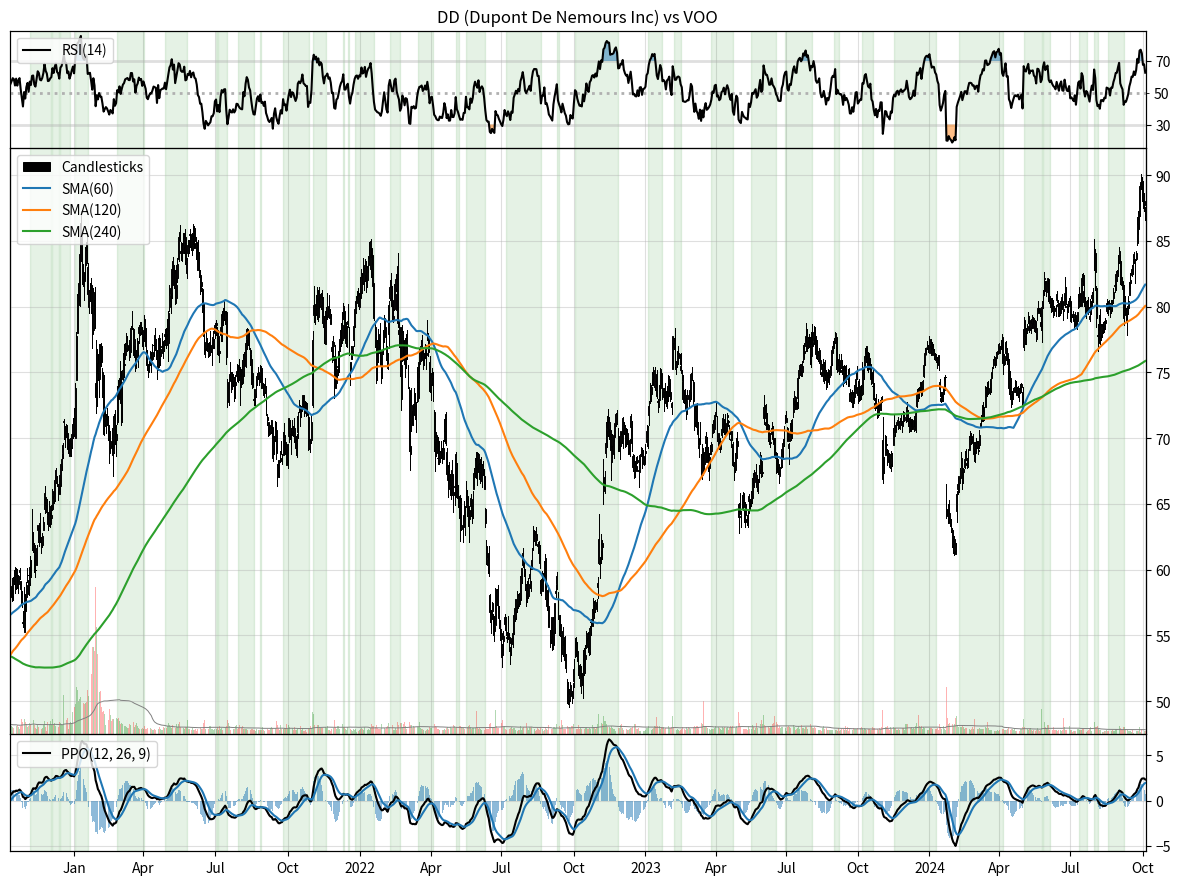 DD (Dupont De Nemours Inc) vs VOO
RSI(14)
70
50
30
Candlesticks
SMA(60)
SMA(120)
SMA(240)
90
85
80
75
70
65
60
55
50
PPO(12, 26, 9)
5
0
−5
Jan Apr Jul Oct 2022 Apr Jul Oct 2023 Apr Jul Oct 2024 Apr Jul Oct